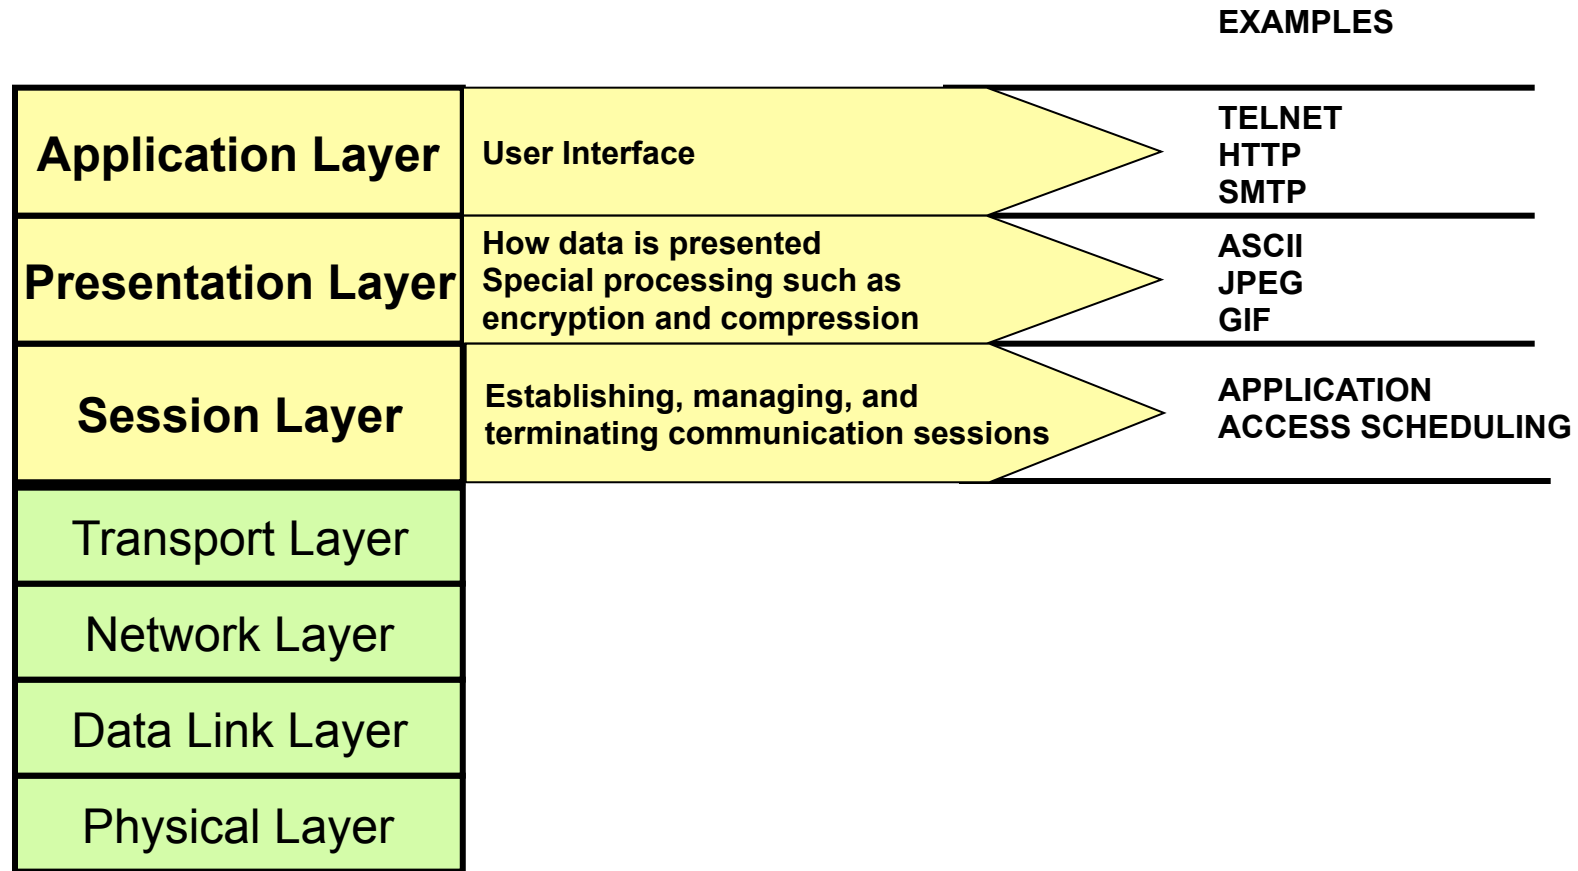 EXAMPLES
Application Layer
User Interface
TELNET
HTTP
SMTP
Presentation Layer
How data is presented
Special processing such as
encryption and compression
ASCII
JPEG
GIF
Session Layer
Establishing, managing, and
terminating communication sessions
APPLICATION
ACCESS SCHEDULING
Transport Layer
Network Layer
Data Link Layer
Physical Layer